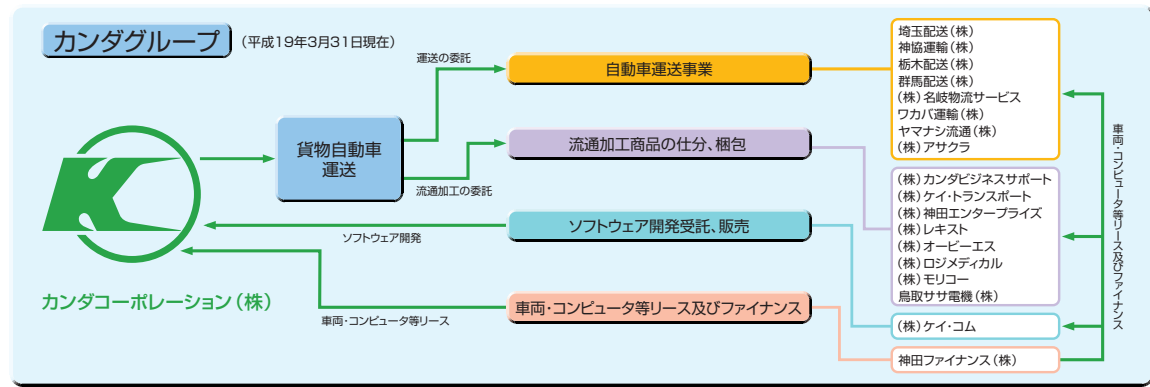 カンダグループ
(平成19年3月31日現在)
運送の委託
自動車運送事業
埼玉配送(株)
神協運輸(株)
栃木配送(株)
群馬配送(株)
(株)名岐物流サービス
ワカバ運輸(株)
ヤマナシ流通(株)
(株)アサクラ
貨物自動車
運送
流通加工商品の仕分、梱包
流通加工の委託
(株)カンダビジネスサポート
(株)ケイ・トランスポート
(株)神田エンタープライズ
(株)レキスト
(株)オービーエス
(株)ロジメディカル
(株)モリコー
鳥取ササ電機(株)
ソフトウェア開発受託、販売
ソフトウェア開発
(株)ケイ・コム
カンダコーポレーション(株)
車両・コンピュータ等リース及びファイナンス
車両・コンピュータ等リース
神田ファイナンス(株)
車両・コンピュータ等リース及びファイナンス